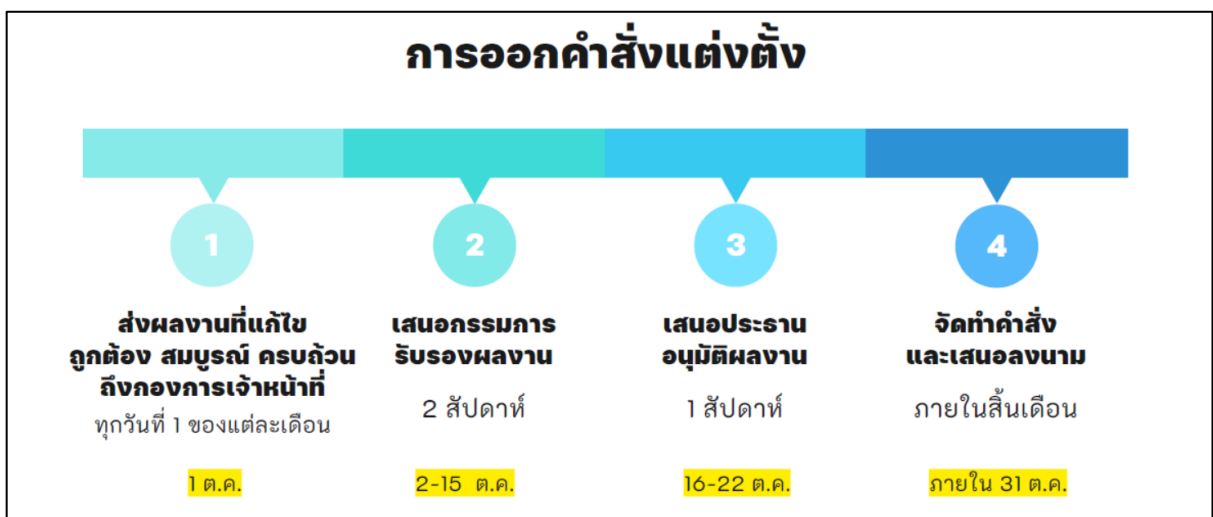 การออกคำสั่งแต่งตั้ง
1
2
3
4
ส่งผลงานที่แก้ไข
ถูกต้อง สมบูรณ์ ครบถ้วน
ถึงกองการเจ้าหน้าที่
ทุกวันที่ 1 ของแต่ละเดือน
1 ต.ค.
เสนอกรรมการ
รับรองผลงาน
2 สัปดาห์
2-15 ต.ค.
เสนอประธาน
อนุมัติผลงาน
1 สัปดาห์
16-22 ต.ค.
จัดทำคำสั่ง
และเสนอลงนาม
ภายในสิ้นเดือน
ภายใน 31 ต.ค.